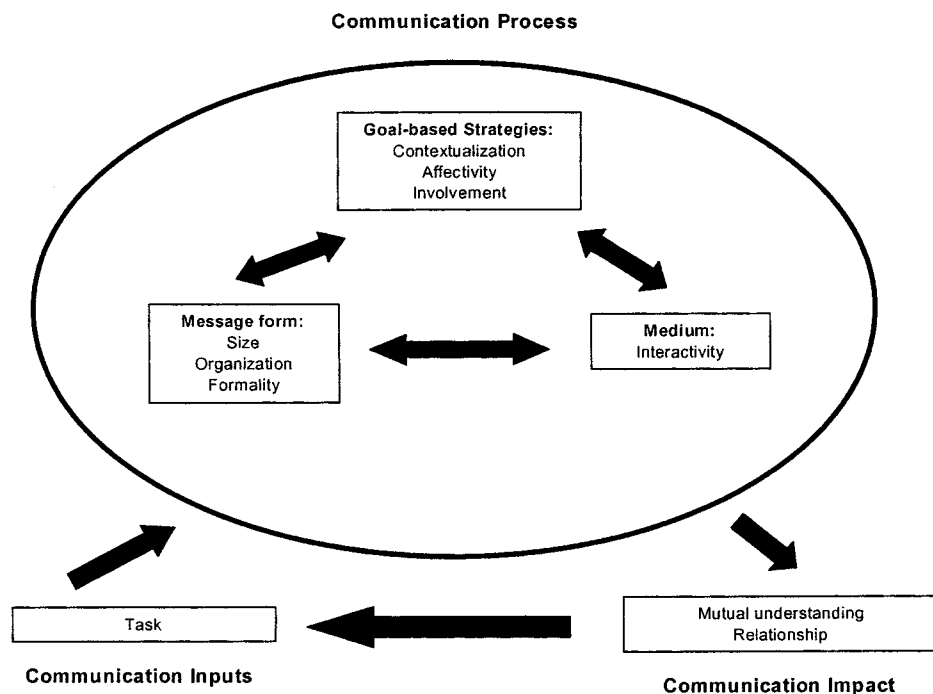 Communication Process
Goal-based Strategies:
Contextualization
Affectivity
Involvement
Message form:
Size
Organization
Formality
Medium:
Interactivity
Task
Mutual understanding
Relationship
Communication Inputs
Communication Impact